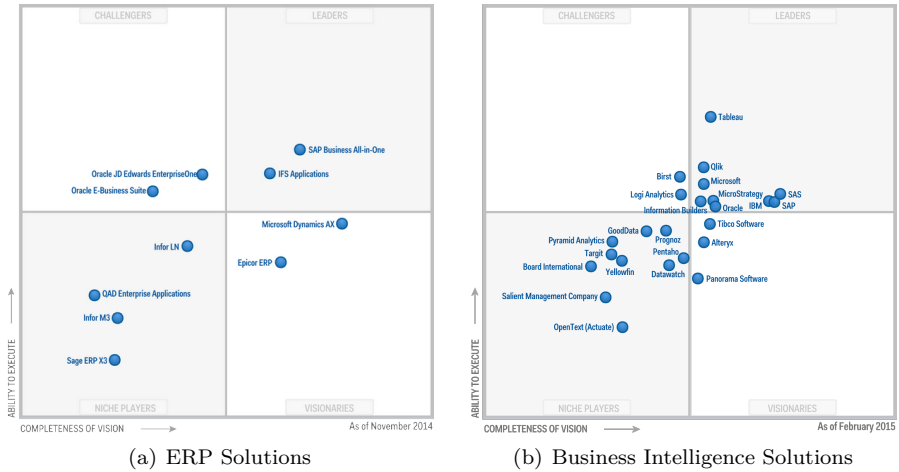 CHALLENGERS
LEADERS
SAP Business All-in-One
Oracle JD Edwards EnterpriseOne
IFS Applications
Oracle E-Business Suite
Microsoft Dynamics AX
Infor LN
Epicor ERP
QAD Enterprise Applications
Infor M3
Sage ERP X3
ABILITY TO EXECUTE
NICHE PLAYERS
VISIONARIES
COMPLETENESS OF VISION
As of November 2014
(a) ERP Solutions
CHALLENGERS
LEADERS
Tableau
Qlik
Birst
Microsoft
Logi Analytics
MicroStrategy
SAS
Information Builders
Oracle
IBM
SAP
Tibco Software
GoodData
Prognoz
Pyramid Analytics
Alteryx
Targit
Pentaho
Board International
Yellowfin
Datawatch
Panorama Software
Salient Management Company
OpenText (Actuate)
ABILITY TO EXECUTE
NICHE PLAYERS
VISIONARIES
COMPLETENESS OF VISION
As of February 2015
(b) Business Intelligence Solutions